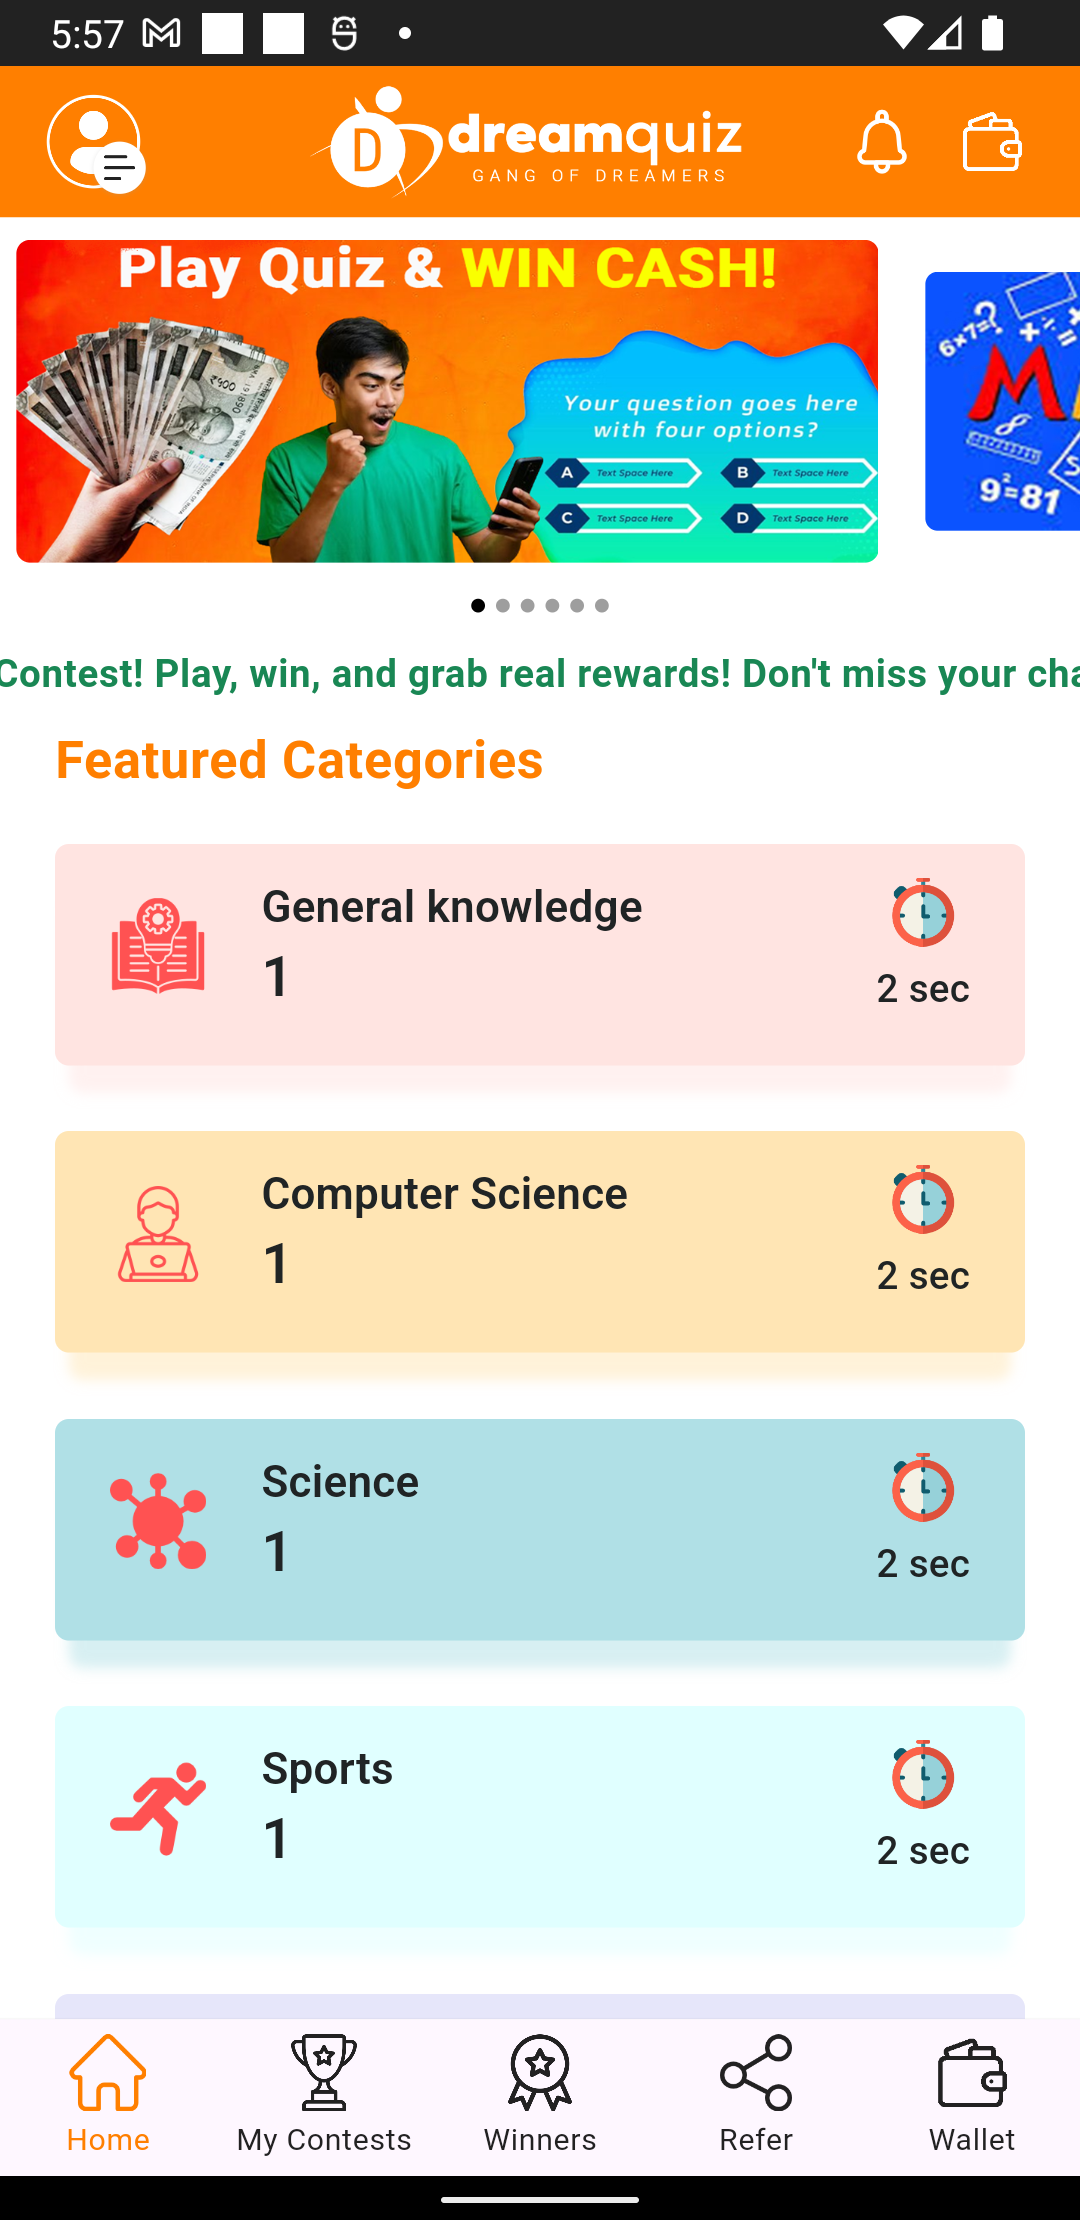 5:57
dreamquiz
GANG OF DREAMERS
Play Quiz & WIN CASH!
₹500
Your question goes here
with four options?
A Text Space Here
B Text Space Here
C Text Space Here
D Text Space Here
6×7=?
M
9²=81
Contest! Play, win, and grab real rewards! Don't miss your cha
Featured Categories
General knowledge
1
2 sec
Computer Science
1
2 sec
Science
1
2 sec
Sports
1
2 sec
Home
My Contests
Winners
Refer
Wallet